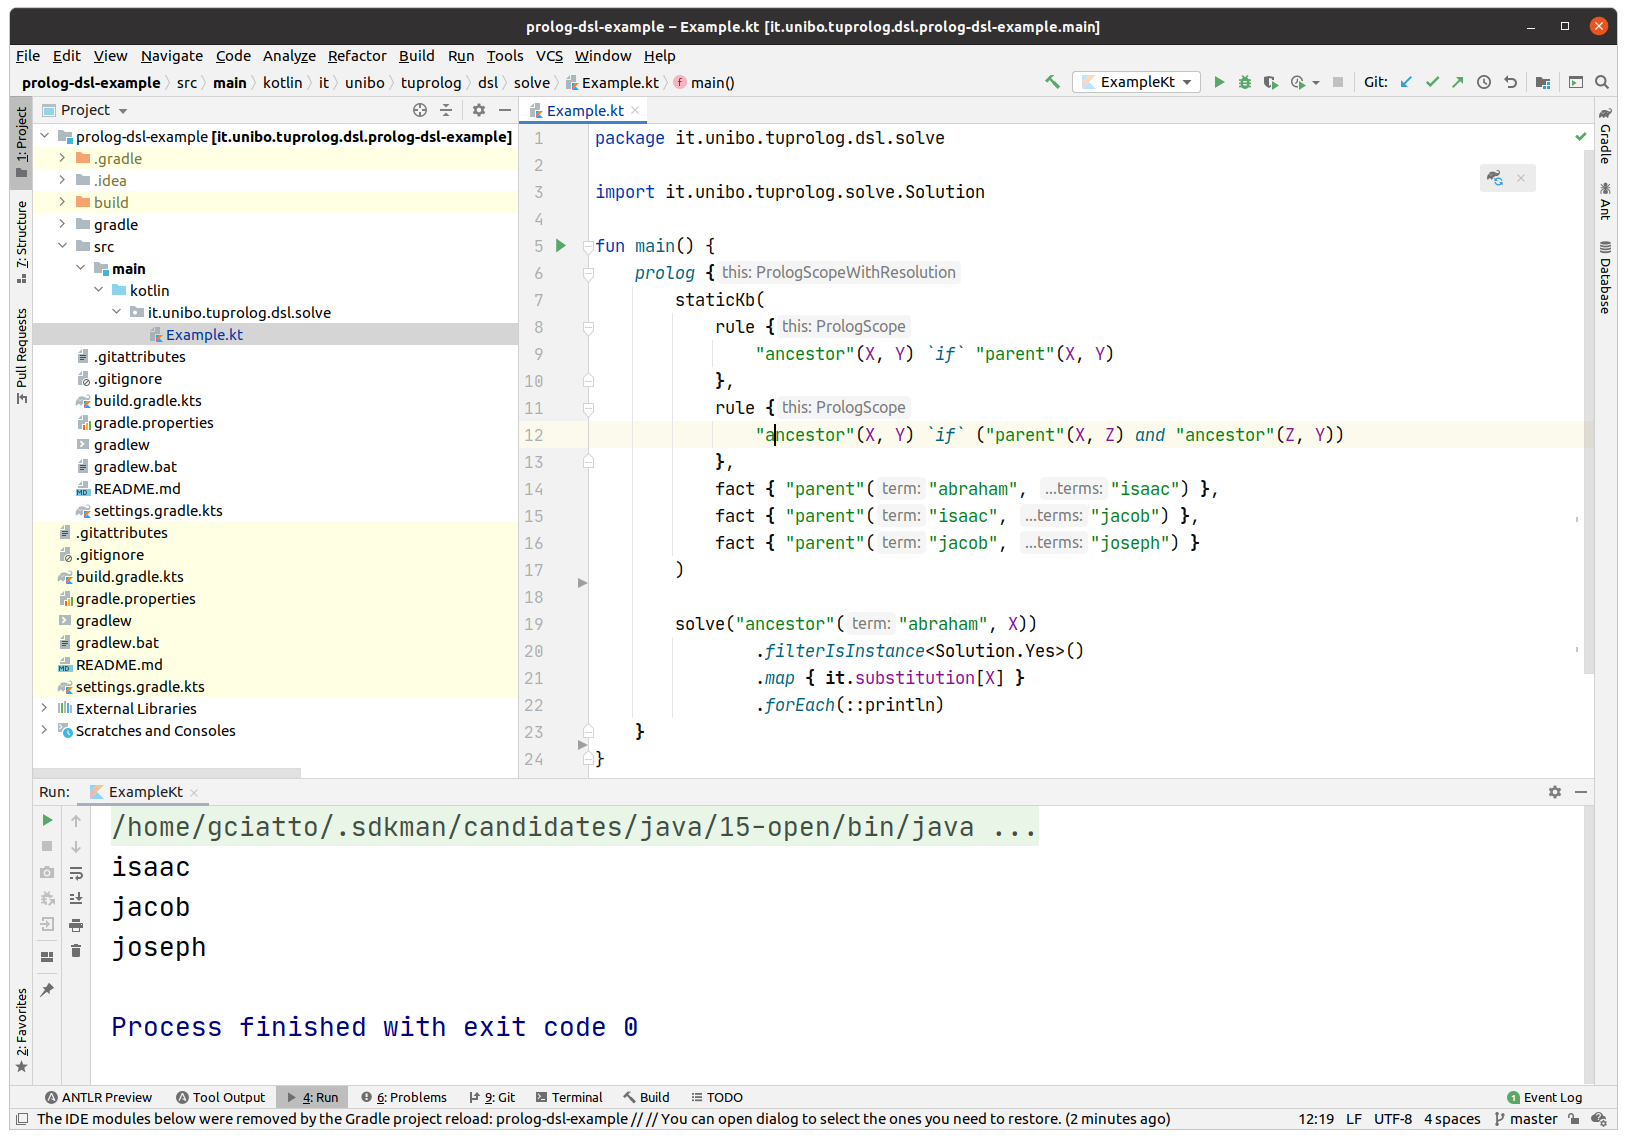 prolog-dsl-example – Example.kt [it.unibo.tuprolog.dsl.prolog-dsl-example.main]
File Edit View Navigate Code Analyze Refactor Build Run Tools VCS Window Help
prolog-dsl-example src main kotlin it unibo tuprolog dsl solve Example.kt main()
ExampleKt Git:
Project
Example.kt
1: Project
7: Structure
Pull Requests
2: Favorites
prolog-dsl-example [it.unibo.tuprolog.dsl.prolog-dsl-example]
.gradle
.idea
build
gradle
src
main
kotlin
it.unibo.tuprolog.dsl.solve
Example.kt
.gitattributes
.gitignore
build.gradle.kts
gradle.properties
gradlew
gradlew.bat
README.md
settings.gradle.kts
.gitattributes
.gitignore
build.gradle.kts
gradle.properties
gradlew
gradlew.bat
README.md
settings.gradle.kts
External Libraries
Scratches and Consoles
1 package it.unibo.tuprolog.dsl.solve
2
3 import it.unibo.tuprolog.solve.Solution
4
5 fun main() {
6 prolog { this: PrologScopeWithResolution
7 staticKb(
8 rule { this: PrologScope
9 "ancestor"(X, Y) `if` "parent"(X, Y)
10 },
11 rule { this: PrologScope
12 "ancestor"(X, Y) `if` ("parent"(X, Z) and "ancestor"(Z, Y))
13 },
14 fact { "parent"( term: "abraham", ...terms: "isaac") },
15 fact { "parent"( term: "isaac", ...terms: "jacob") },
16 fact { "parent"( term: "jacob", ...terms: "joseph") }
17 )
18
19 solve("ancestor"( term: "abraham", X))
20 .filterIsInstance<Solution.Yes>()
21 .map { it.substitution[X] }
22 .forEach(::println)
23 }
24 }
Gradle
Ant
Database
Run: ExampleKt
/home/gciatto/.sdkman/candidates/java/15-open/bin/java ...
isaac
jacob
joseph
Process finished with exit code 0
ANTLR Preview Tool Output 4: Run 6: Problems 9: Git Terminal Build TODO 1 Event Log
The IDE modules below were removed by the Gradle project reload: prolog-dsl-example // // You can open dialog to select the ones you need to restore. (2 minutes ago) 12:19 LF UTF-8 4 spaces master